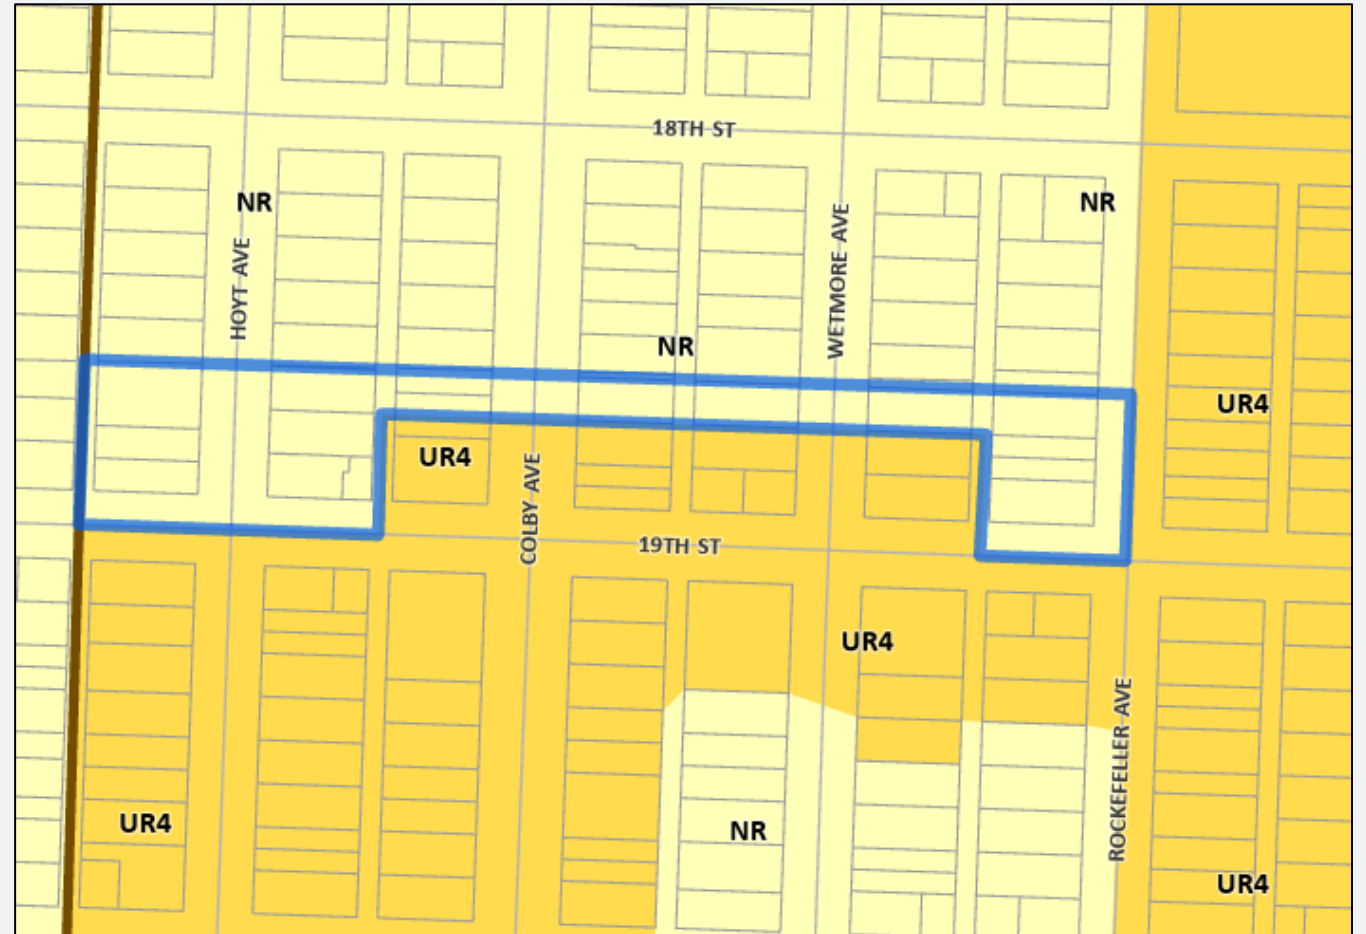 18TH ST
NR
NR
HOYT AVE
WETMORE AVE
NR
UR4
UR4
COLBY AVE
19TH ST
UR4
ROCKEFELLER AVE
UR4
NR
UR4